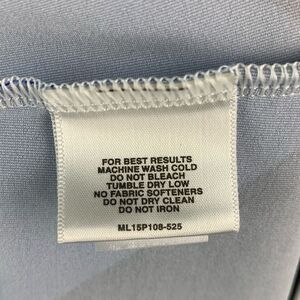 FOR BEST RESULTS
MACHINE WASH COLD
DO NOT BLEACH
TUMBLE DRY LOW
NO FABRIC SOFTENERS
DO NOT DRY CLEAN
DO NOT IRON
ML15P108-525